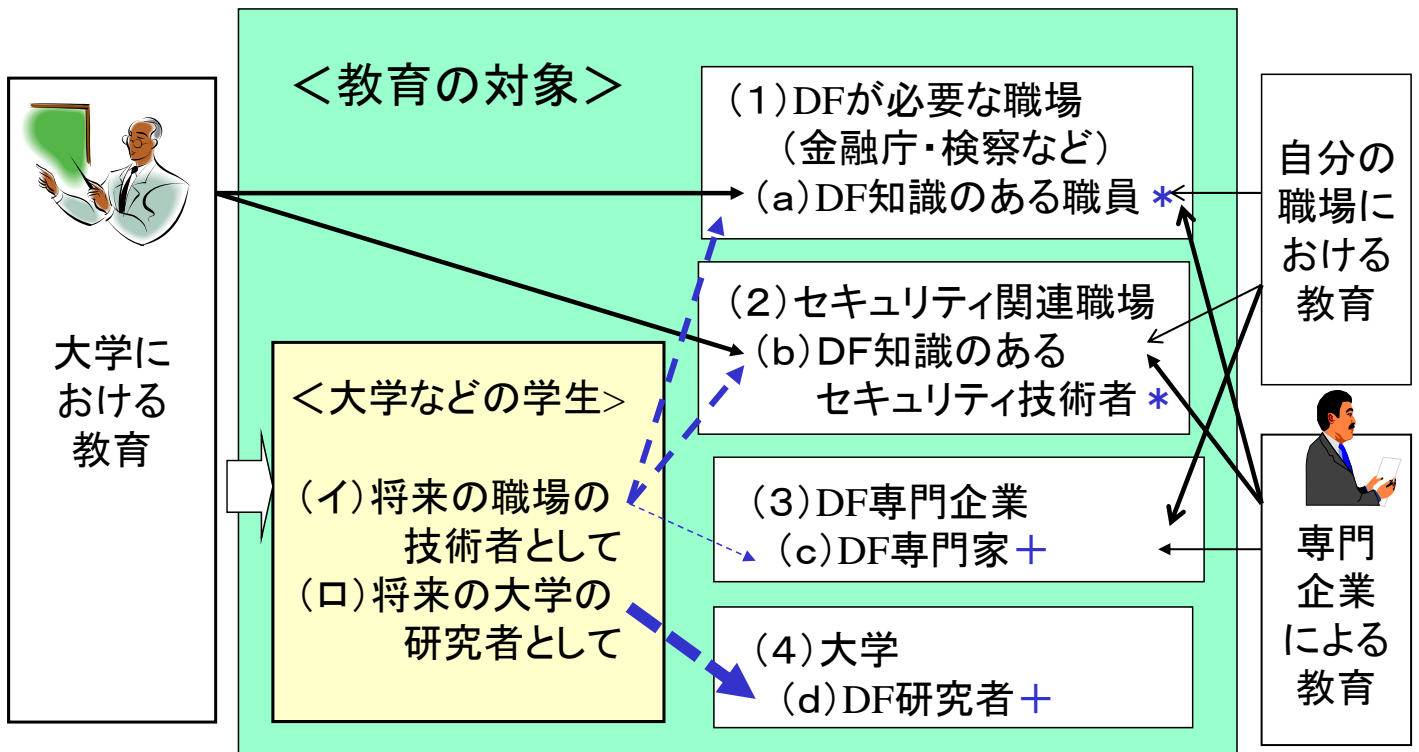 大学に
おける
教育
＜教育の対象＞
＜大学などの学生>
（イ）将来の職場の
技術者として
（ロ）将来の大学の
研究者として
（１）DFが必要な職場
（金融庁・検察など）
（a）DF知識のある職員 *
（２）セキュリティ関連職場
（b）DF知識のある
セキュリティ技術者 *
（３）DF専門企業
（c）DF専門家＋
（４）大学
（d）DF研究者＋
自分の
職場に
おける
教育
専門
企業
による
教育